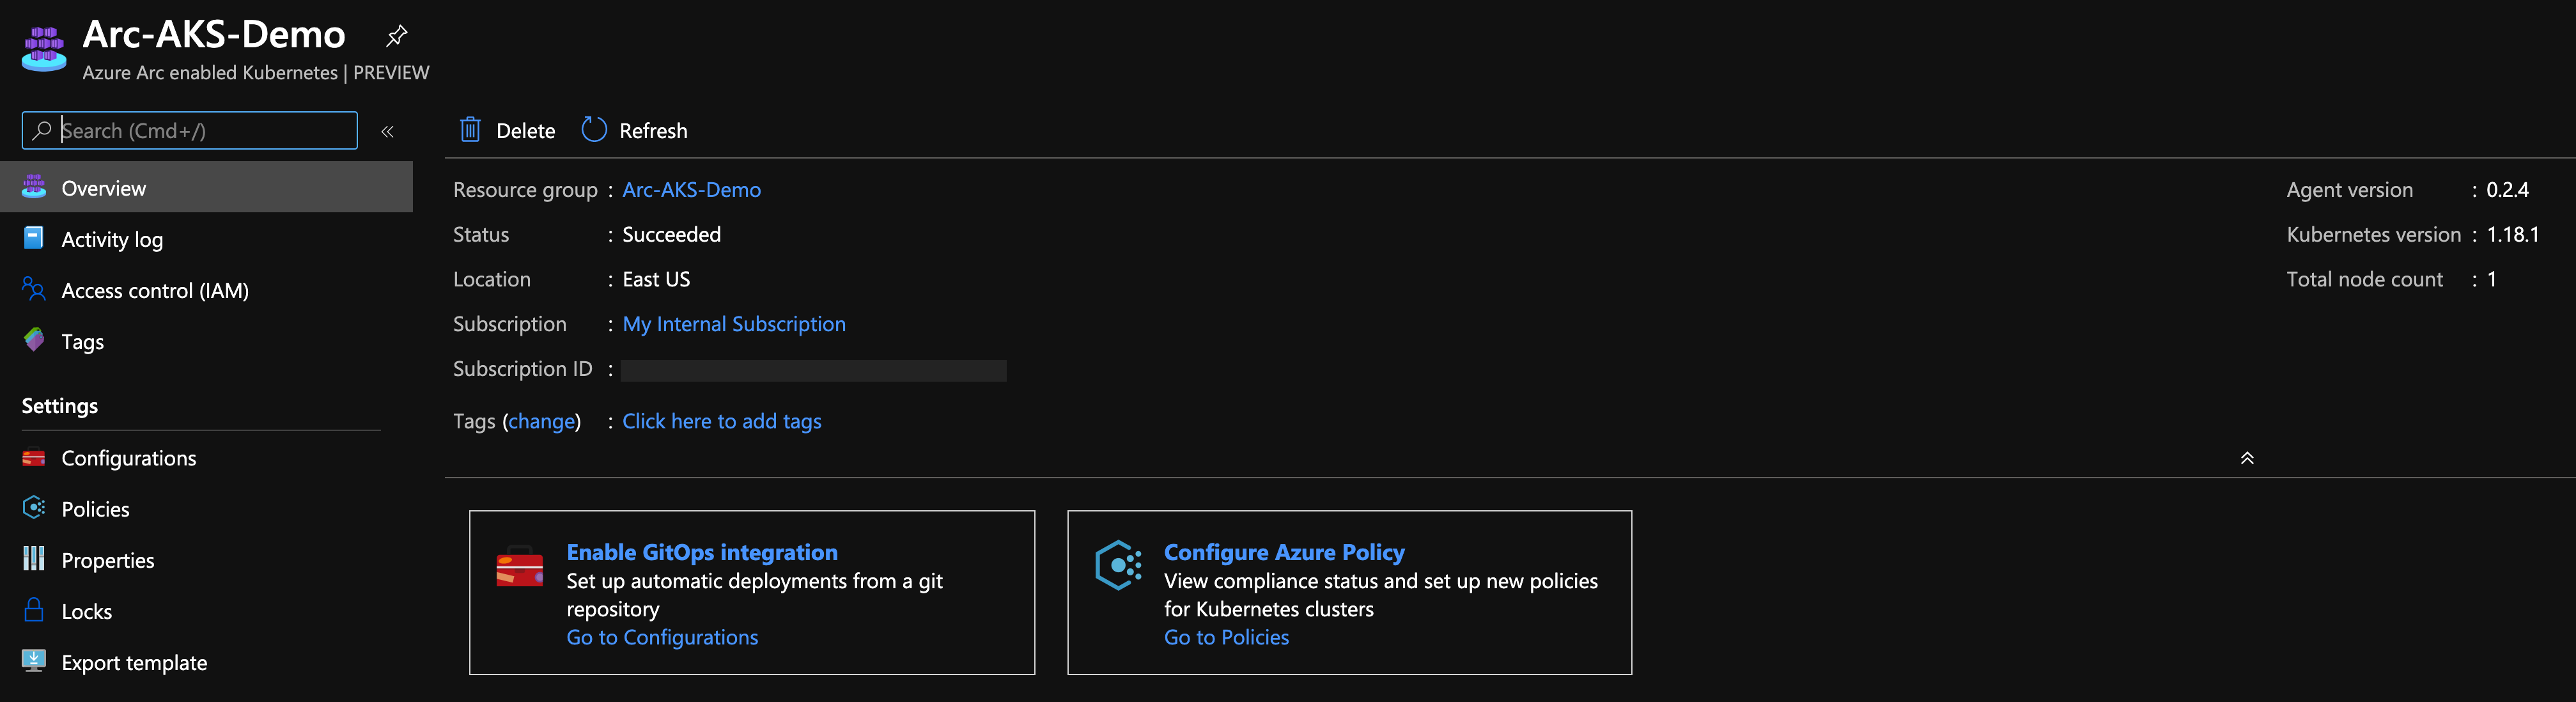 Arc-AKS-Demo
Azure Arc enabled Kubernetes | PREVIEW
Search (Cmd+/)
«
Overview
Activity log
Access control (IAM)
Tags
Settings
Configurations
Policies
Properties
Locks
Export template
Delete
Refresh
Resource group : Arc-AKS-Demo
Status : Succeeded
Location : East US
Subscription : My Internal Subscription
Subscription ID :
Tags (change) : Click here to add tags
Agent version : 0.2.4
Kubernetes version : 1.18.1
Total node count : 1
Enable GitOps integration
Set up automatic deployments from a git
repository
Go to Configurations
Configure Azure Policy
View compliance status and set up new policies
for Kubernetes clusters
Go to Policies